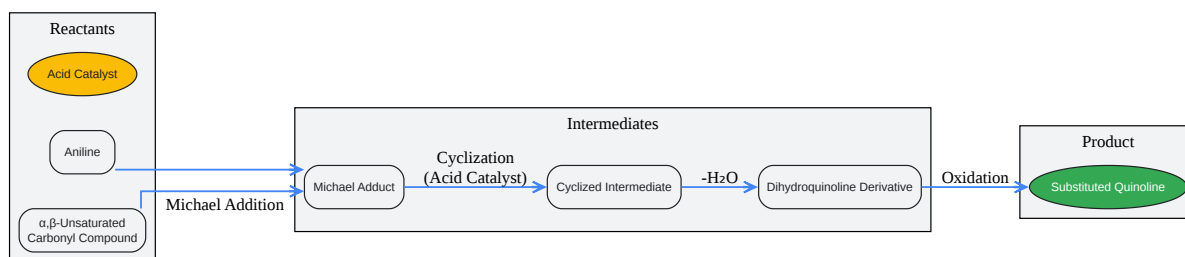 Reactants
Acid Catalyst
Aniline
α,β-Unsaturated
Carbonyl Compound
Michael Addition
Intermediates
Michael Adduct
Cyclization
(Acid Catalyst)
Cyclized Intermediate
-H₂O
Dihydroquinoline Derivative
Oxidation
Product
Substituted Quinoline